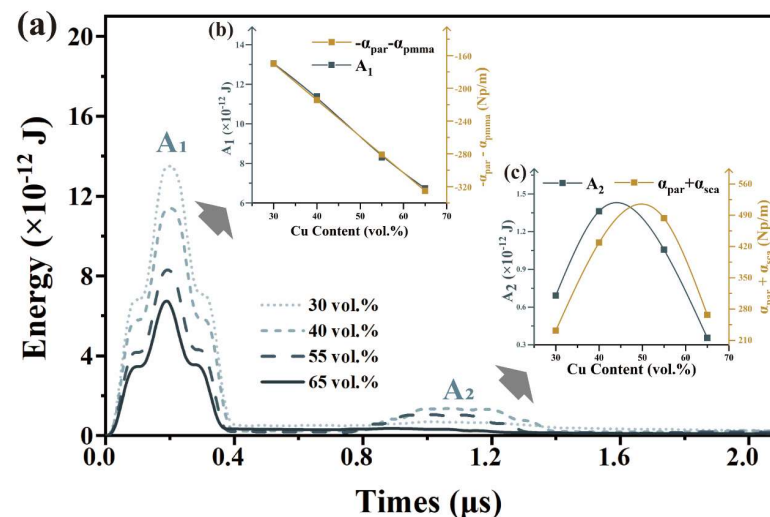 (a)
Energy (×10⁻¹² J)
20
16
12
8
4
0
0.0
0.4
0.8
1.2
1.6
2.0
Times (μs)
A₁
A₂
30 vol.%
40 vol.%
55 vol.%
65 vol.%
(b)
-α_par-α_pmma
A₁
A₁ (×10⁻¹² J)
14
13
12
11
10
9
8
7
6
30
40
50
60
70
Cu Content (vol.%)
-160
-200
-240
-280
-320
-α_par - α_pmma (Np/m)
(c)
A₂
α_par+α_sca
A₂ (×10⁻¹² J)
1.5
1.2
0.9
0.6
0.3
30
40
50
60
70
Cu Content (vol.%)
560
490
420
350
280
210
α_par + α_sca (Np/m)